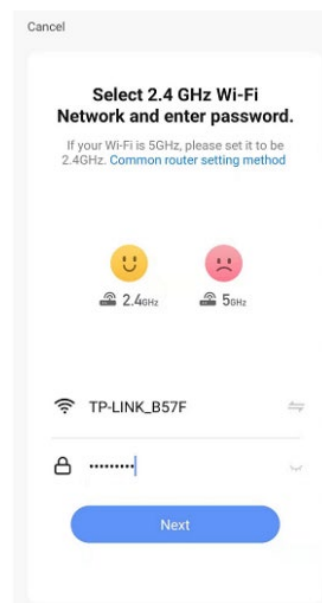 Cancel
Select 2.4 GHz Wi-Fi
Network and enter password.
If your Wi-Fi is 5GHz, please set it to be
2.4GHz. Common router setting method
2.4GHz 5GHz
TP-LINK_B57F
•••••••••
Next